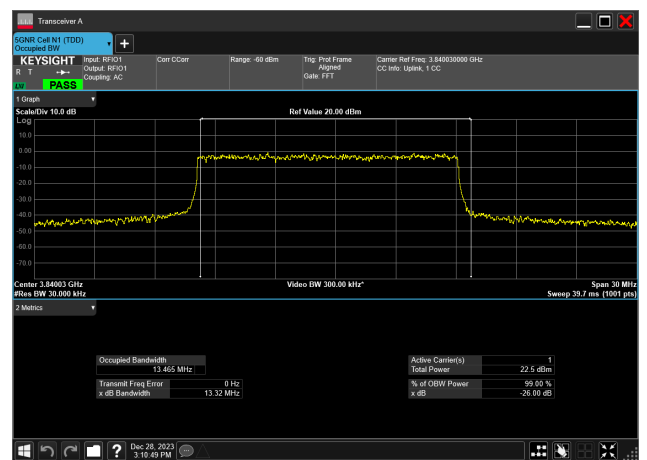 Transceiver A
5GNR Cell N1 (TDD)
Occupied BW
+
KEYSIGHT
R T
LV PASS
Input: RFIO1
Output: RFIO1
Coupling: AC
Corr CCorr
Range: -60 dBm
Trig: Prot Frame
Aligned
Gate: FFT
Carrier Ref Freq: 3.840030000 GHz
CC Info: Uplink, 1 CC
1 Graph
Scale/Div 10.0 dB
Ref Value 20.00 dBm
Log
10.0
0.00
-10.0
-20.0
-30.0
-40.0
-50.0
-60.0
-70.0
Center 3.84003 GHz
Video BW 300.00 kHz*
Span 30 MHz
#Res BW 30.000 kHz
Sweep 39.7 ms (1001 pts)
2 Metrics
Occupied Bandwidth
13.465 MHz
Transmit Freq Error 0 Hz
x dB Bandwidth 13.32 MHz
Active Carrier(s) 1
Total Power 22.5 dBm
% of OBW Power 99.00 %
x dB -26.00 dB
?
Dec 28, 2023
3:10:49 PM